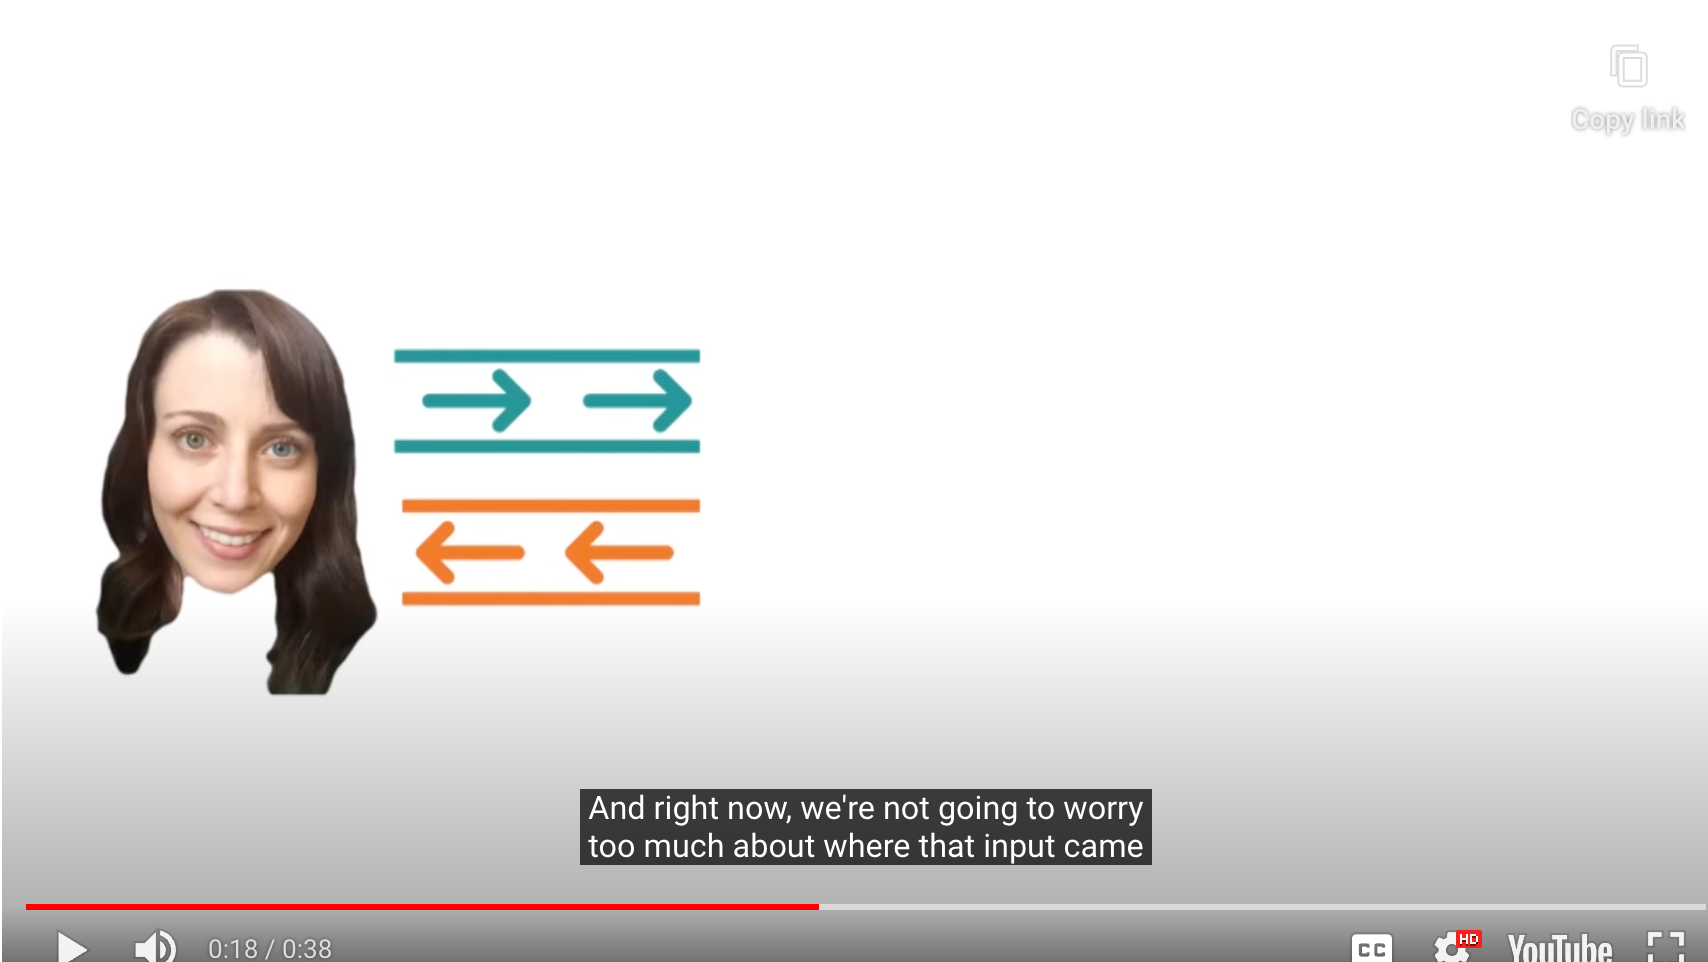 Copy link
And right now, we're not going to worry
too much about where that input came
0:18 / 0:38
CC
HD
YouTube